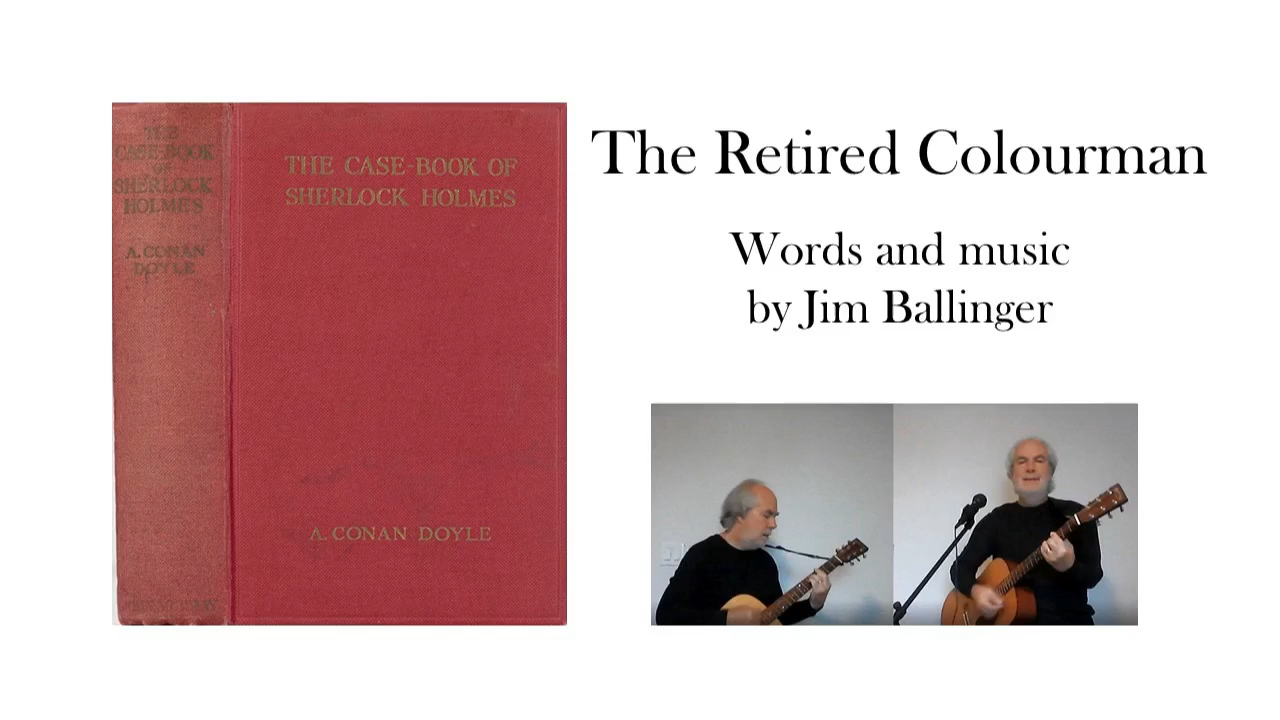 THE
CASE-BOOK
OF
SHERLOCK
HOLMES
A. CONAN
DOYLE
THE CASE-BOOK OF
SHERLOCK HOLMES
A. CONAN DOYLE
The Retired Colourman
Words and music
by Jim Ballinger